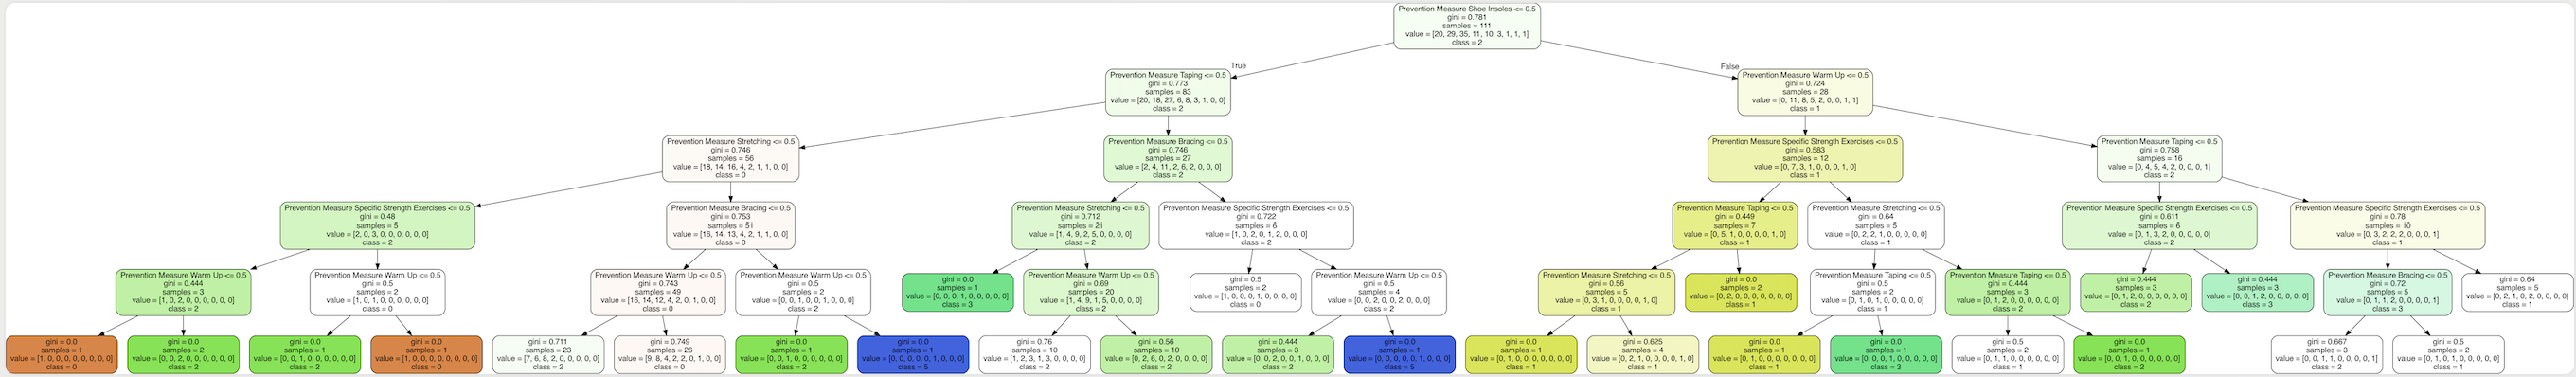 Prevention Measure Shoe Insoles <= 0.5
gini = 0.781
samples = 111
value = [20, 29, 35, 11, 10, 3, 1, 1, 1]
class = 2
True
False
Prevention Measure Taping <= 0.5
gini = 0.773
samples = 83
value = [20, 18, 27, 6, 8, 3, 1, 0, 0]
class = 2
Prevention Measure Warm Up <= 0.5
gini = 0.724
samples = 28
value = [0, 11, 8, 5, 2, 0, 0, 1, 1]
class = 1
Prevention Measure Stretching <= 0.5
gini = 0.746
samples = 56
value = [18, 14, 16, 4, 2, 1, 1, 0, 0]
class = 0
Prevention Measure Bracing <= 0.5
gini = 0.746
samples = 27
value = [2, 4, 11, 2, 6, 2, 0, 0, 0]
class = 2
Prevention Measure Specific Strength Exercises <= 0.5
gini = 0.583
samples = 12
value = [0, 7, 3, 1, 0, 0, 0, 1, 0]
class = 1
Prevention Measure Taping <= 0.5
gini = 0.758
samples = 16
value = [0, 4, 5, 4, 2, 0, 0, 0, 1]
class = 2
Prevention Measure Specific Strength Exercises <= 0.5
gini = 0.48
samples = 5
value = [2, 0, 3, 0, 0, 0, 0, 0, 0]
class = 2
Prevention Measure Bracing <= 0.5
gini = 0.753
samples = 51
value = [16, 14, 13, 4, 2, 1, 1, 0, 0]
class = 0
Prevention Measure Stretching <= 0.5
gini = 0.712
samples = 21
value = [1, 4, 9, 2, 5, 0, 0, 0, 0]
class = 2
Prevention Measure Specific Strength Exercises <= 0.5
gini = 0.722
samples = 6
value = [1, 0, 2, 0, 1, 2, 0, 0, 0]
class = 2
Prevention Measure Taping <= 0.5
gini = 0.449
samples = 7
value = [0, 5, 1, 0, 0, 0, 0, 1, 0]
class = 1
Prevention Measure Stretching <= 0.5
gini = 0.64
samples = 5
value = [0, 2, 2, 1, 0, 0, 0, 0, 0]
class = 1
Prevention Measure Specific Strength Exercises <= 0.5
gini = 0.611
samples = 6
value = [0, 1, 3, 2, 0, 0, 0, 0, 0]
class = 2
Prevention Measure Specific Strength Exercises <= 0.5
gini = 0.78
samples = 10
value = [0, 3, 2, 2, 2, 0, 0, 0, 1]
class = 1
Prevention Measure Warm Up <= 0.5
gini = 0.444
samples = 3
value = [1, 0, 2, 0, 0, 0, 0, 0, 0]
class = 2
Prevention Measure Warm Up <= 0.5
gini = 0.5
samples = 2
value = [1, 0, 1, 0, 0, 0, 0, 0, 0]
class = 0
Prevention Measure Warm Up <= 0.5
gini = 0.743
samples = 49
value = [16, 14, 12, 4, 2, 0, 1, 0, 0]
class = 0
Prevention Measure Warm Up <= 0.5
gini = 0.5
samples = 2
value = [0, 0, 1, 0, 0, 1, 0, 0, 0]
class = 2
gini = 0.0
samples = 1
value = [0, 0, 0, 1, 0, 0, 0, 0, 0]
class = 3
Prevention Measure Warm Up <= 0.5
gini = 0.69
samples = 20
value = [1, 4, 9, 1, 5, 0, 0, 0, 0]
class = 2
gini = 0.5
samples = 2
value = [1, 0, 0, 0, 1, 0, 0, 0, 0]
class = 0
Prevention Measure Warm Up <= 0.5
gini = 0.5
samples = 4
value = [0, 0, 2, 0, 0, 2, 0, 0, 0]
class = 2
Prevention Measure Stretching <= 0.5
gini = 0.56
samples = 5
value = [0, 3, 1, 0, 0, 0, 0, 1, 0]
class = 1
gini = 0.0
samples = 2
value = [0, 2, 0, 0, 0, 0, 0, 0, 0]
class = 1
Prevention Measure Taping <= 0.5
gini = 0.5
samples = 2
value = [0, 1, 0, 1, 0, 0, 0, 0, 0]
class = 1
Prevention Measure Taping <= 0.5
gini = 0.444
samples = 3
value = [0, 1, 2, 0, 0, 0, 0, 0, 0]
class = 2
gini = 0.444
samples = 3
value = [0, 1, 2, 0, 0, 0, 0, 0, 0]
class = 2
gini = 0.444
samples = 3
value = [0, 0, 1, 2, 0, 0, 0, 0, 0]
class = 3
Prevention Measure Bracing <= 0.5
gini = 0.72
samples = 5
value = [0, 1, 1, 2, 0, 0, 0, 0, 1]
class = 3
gini = 0.64
samples = 5
value = [0, 2, 1, 0, 2, 0, 0, 0, 0]
class = 1
gini = 0.0
samples = 1
value = [1, 0, 0, 0, 0, 0, 0, 0, 0]
class = 0
gini = 0.0
samples = 2
value = [0, 0, 2, 0, 0, 0, 0, 0, 0]
class = 2
gini = 0.0
samples = 1
value = [0, 0, 1, 0, 0, 0, 0, 0, 0]
class = 2
gini = 0.0
samples = 1
value = [1, 0, 0, 0, 0, 0, 0, 0, 0]
class = 0
gini = 0.711
samples = 23
value = [7, 6, 8, 2, 0, 0, 0, 0, 0]
class = 2
gini = 0.749
samples = 26
value = [9, 8, 4, 2, 2, 0, 1, 0, 0]
class = 0
gini = 0.0
samples = 1
value = [0, 0, 1, 0, 0, 0, 0, 0, 0]
class = 2
gini = 0.0
samples = 1
value = [0, 0, 0, 0, 0, 1, 0, 0, 0]
class = 5
gini = 0.76
samples = 10
value = [1, 2, 3, 1, 3, 0, 0, 0, 0]
class = 2
gini = 0.56
samples = 10
value = [0, 2, 6, 0, 2, 0, 0, 0, 0]
class = 2
gini = 0.444
samples = 3
value = [0, 0, 2, 0, 0, 1, 0, 0, 0]
class = 2
gini = 0.0
samples = 1
value = [0, 0, 0, 0, 0, 1, 0, 0, 0]
class = 5
gini = 0.0
samples = 1
value = [0, 1, 0, 0, 0, 0, 0, 0, 0]
class = 1
gini = 0.625
samples = 4
value = [0, 2, 1, 0, 0, 0, 0, 1, 0]
class = 1
gini = 0.0
samples = 1
value = [0, 1, 0, 0, 0, 0, 0, 0, 0]
class = 1
gini = 0.0
samples = 1
value = [0, 0, 0, 1, 0, 0, 0, 0, 0]
class = 3
gini = 0.5
samples = 2
value = [0, 1, 1, 0, 0, 0, 0, 0, 0]
class = 1
gini = 0.0
samples = 1
value = [0, 0, 1, 0, 0, 0, 0, 0, 0]
class = 2
gini = 0.667
samples = 3
value = [0, 0, 1, 1, 0, 0, 0, 0, 1]
class = 2
gini = 0.5
samples = 2
value = [0, 1, 0, 1, 0, 0, 0, 0, 0]
class = 1